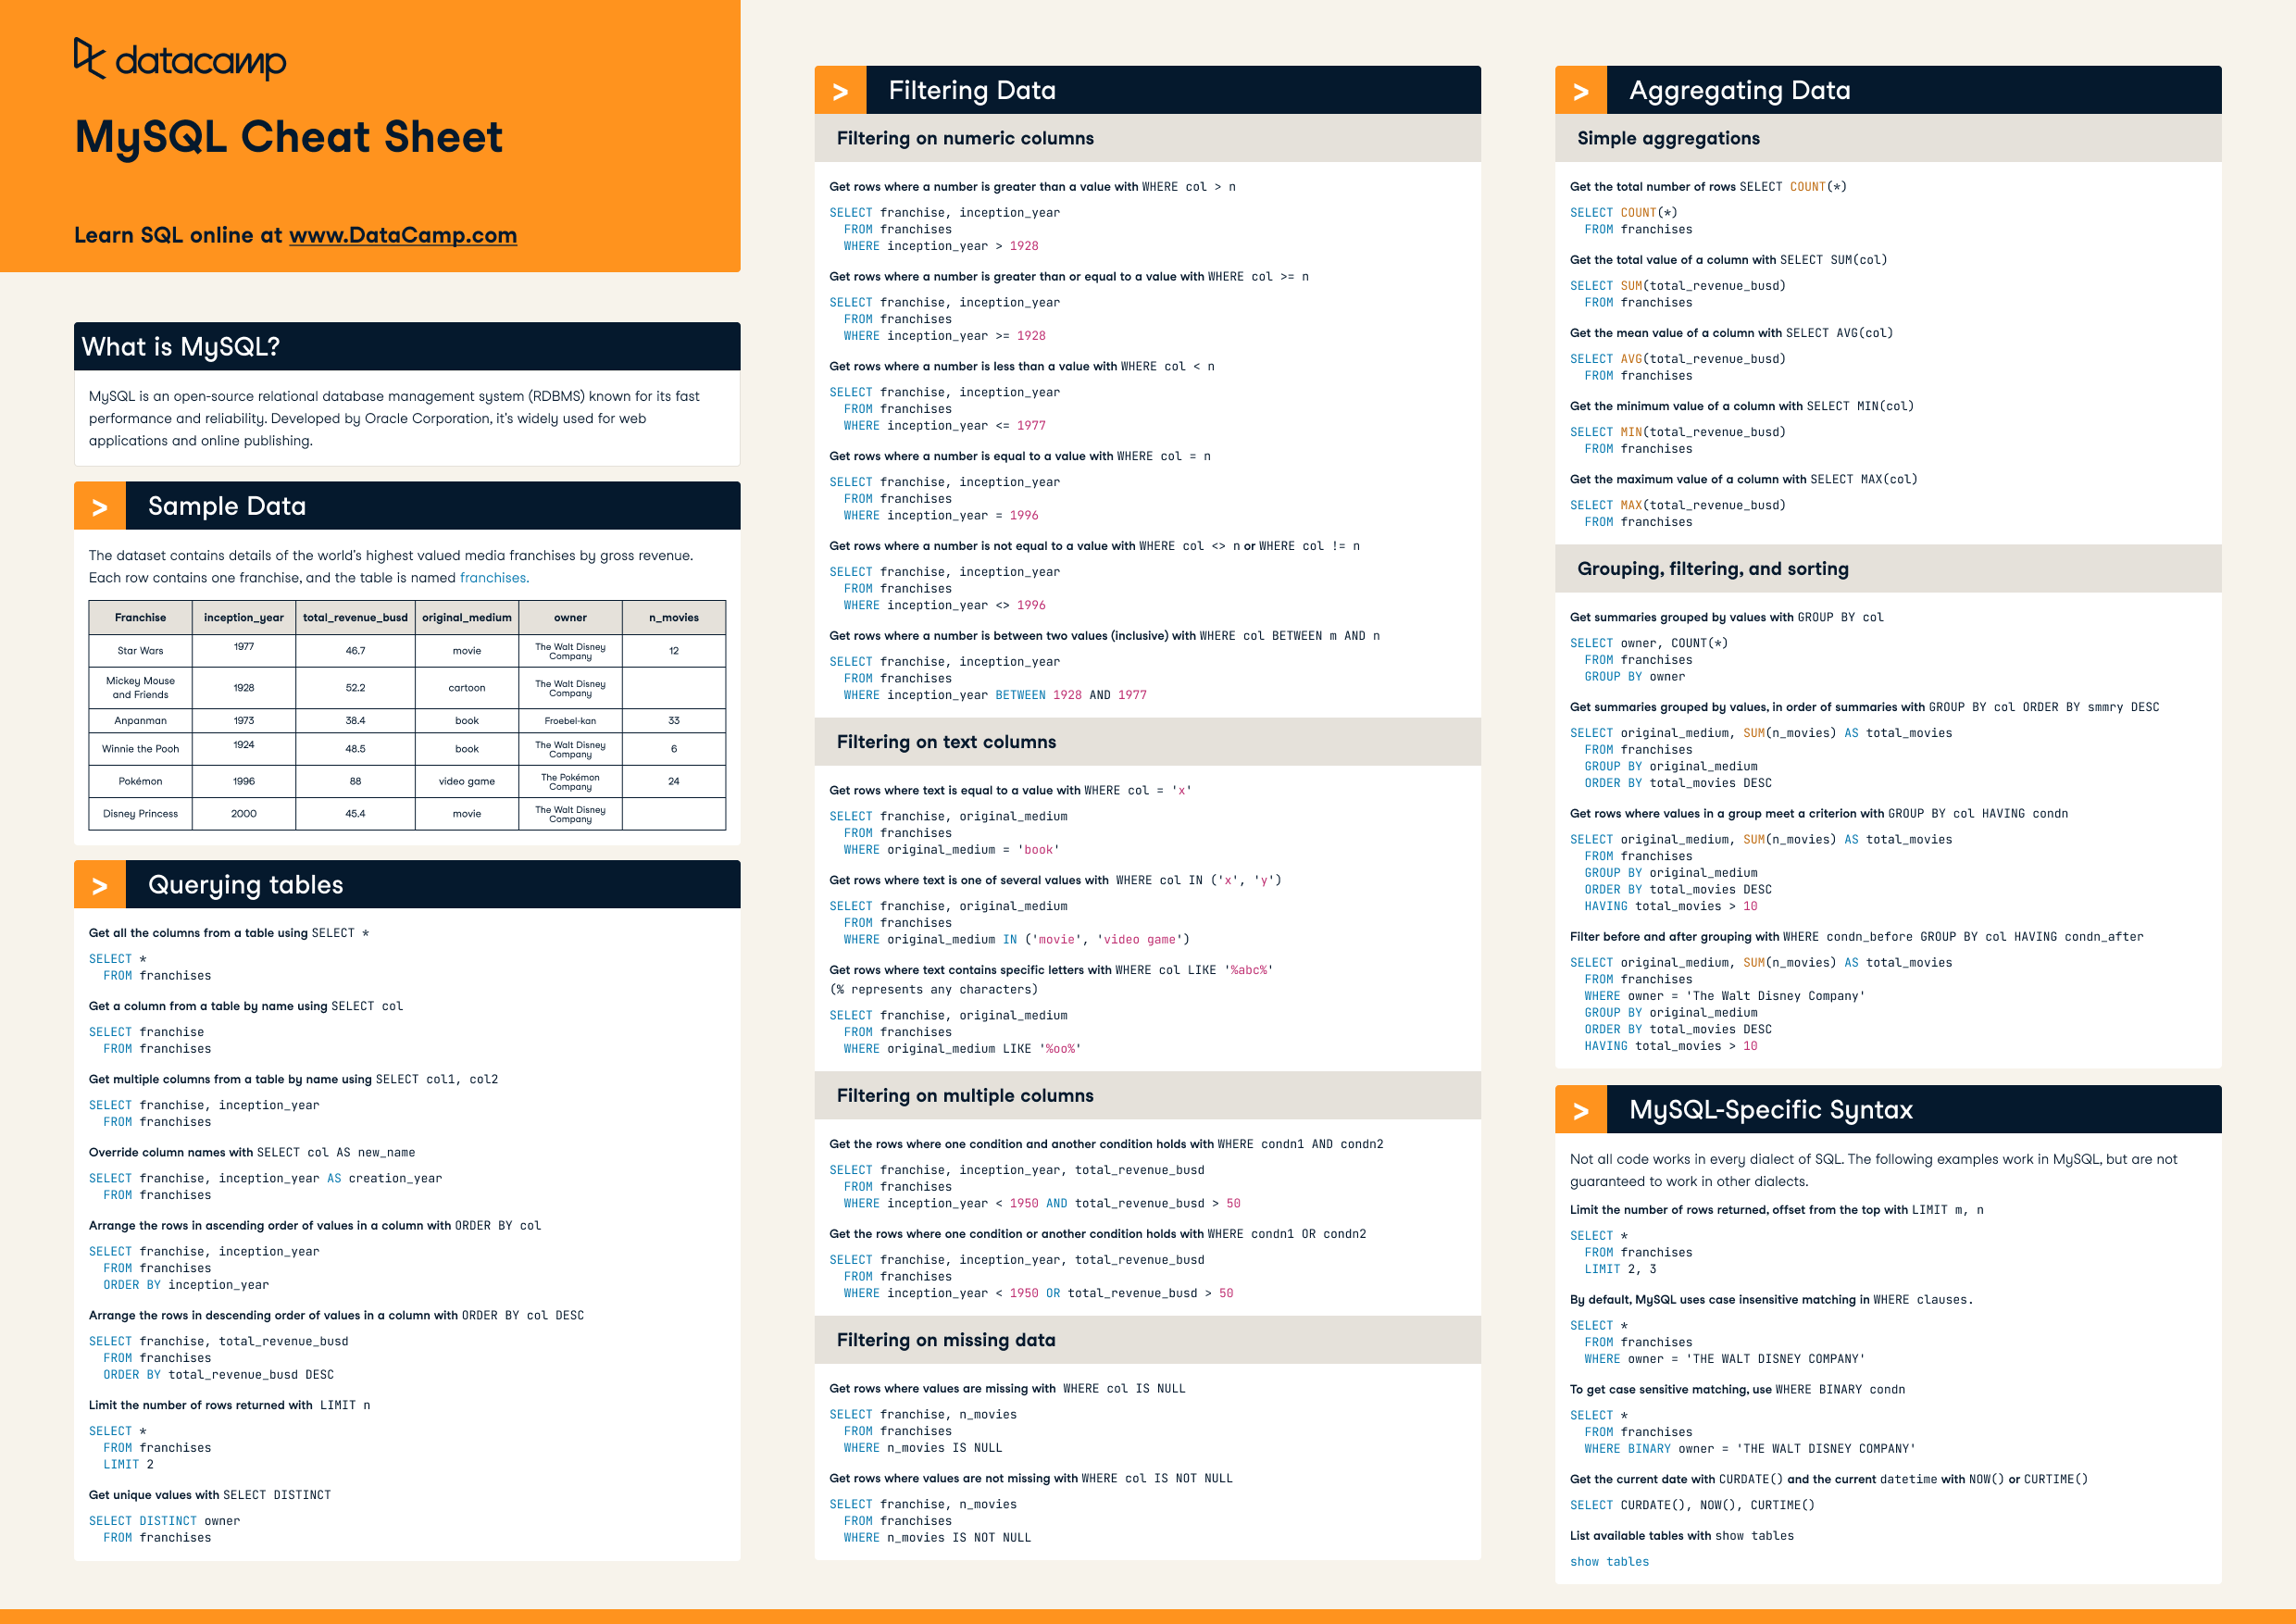 datacamp
MySQL Cheat Sheet
Learn SQL online at www.DataCamp.com
What is MySQL?
MySQL is an open-source relational database management system (RDBMS) known for its fast
performance and reliability. Developed by Oracle Corporation, it's widely used for web
applications and online publishing.
> Sample Data
The dataset contains details of the world's highest valued media franchises by gross revenue.
Each row contains one franchise, and the table is named franchises.
Franchise inception_year total_revenue_busd original_medium owner n_movies
Star Wars 1977 46.7 movie The Walt Disney Company 12
Mickey Mouse and Friends 1928 52.2 cartoon The Walt Disney Company
Anpanman 1973 38.4 book Froebel-kan 33
Winnie the Pooh 1924 48.5 book The Walt Disney Company 6
Pokémon 1996 88 video game The Pokémon Company 24
Disney Princess 2000 45.4 movie The Walt Disney Company
> Querying tables
Get all the columns from a table using SELECT *
SELECT *
FROM franchises
Get a column from a table by name using SELECT col
SELECT franchise
FROM franchises
Get multiple columns from a table by name using SELECT col1, col2
SELECT franchise, inception_year
FROM franchises
Override column names with SELECT col AS new_name
SELECT franchise, inception_year AS creation_year
FROM franchises
Arrange the rows in ascending order of values in a column with ORDER BY col
SELECT franchise, inception_year
FROM franchises
ORDER BY inception_year
Arrange the rows in descending order of values in a column with ORDER BY col DESC
SELECT franchise, total_revenue_busd
FROM franchises
ORDER BY total_revenue_busd DESC
Limit the number of rows returned with LIMIT n
SELECT *
FROM franchises
LIMIT 2
Get unique values with SELECT DISTINCT
SELECT DISTINCT owner
FROM franchises
> Filtering Data
Filtering on numeric columns
Get rows where a number is greater than a value with WHERE col > n
SELECT franchise, inception_year
FROM franchises
WHERE inception_year > 1928
Get rows where a number is greater than or equal to a value with WHERE col >= n
SELECT franchise, inception_year
FROM franchises
WHERE inception_year >= 1928
Get rows where a number is less than a value with WHERE col < n
SELECT franchise, inception_year
FROM franchises
WHERE inception_year <= 1977
Get rows where a number is equal to a value with WHERE col = n
SELECT franchise, inception_year
FROM franchises
WHERE inception_year = 1996
Get rows where a number is not equal to a value with WHERE col <> n or WHERE col != n
SELECT franchise, inception_year
FROM franchises
WHERE inception_year <> 1996
Get rows where a number is between two values (inclusive) with WHERE col BETWEEN m AND n
SELECT franchise, inception_year
FROM franchises
WHERE inception_year BETWEEN 1928 AND 1977
Filtering on text columns
Get rows where text is equal to a value with WHERE col = 'x'
SELECT franchise, original_medium
FROM franchises
WHERE original_medium = 'book'
Get rows where text is one of several values with WHERE col IN ('x', 'y')
SELECT franchise, original_medium
FROM franchises
WHERE original_medium IN ('movie', 'video game')
Get rows where text contains specific letters with WHERE col LIKE '%abc%'
(% represents any characters)
SELECT franchise, original_medium
FROM franchises
WHERE original_medium LIKE '%oo%'
Filtering on multiple columns
Get the rows where one condition and another condition holds with WHERE condn1 AND condn2
SELECT franchise, inception_year, total_revenue_busd
FROM franchises
WHERE inception_year < 1950 AND total_revenue_busd > 50
Get the rows where one condition or another condition holds with WHERE condn1 OR condn2
SELECT franchise, inception_year, total_revenue_busd
FROM franchises
WHERE inception_year < 1950 OR total_revenue_busd > 50
Filtering on missing data
Get rows where values are missing with WHERE col IS NULL
SELECT franchise, n_movies
FROM franchises
WHERE n_movies IS NULL
Get rows where values are not missing with WHERE col IS NOT NULL
SELECT franchise, n_movies
FROM franchises
WHERE n_movies IS NOT NULL
> Aggregating Data
Simple aggregations
Get the total number of rows SELECT COUNT(*)
SELECT COUNT(*)
FROM franchises
Get the total value of a column with SELECT SUM(col)
SELECT SUM(total_revenue_busd)
FROM franchises
Get the mean value of a column with SELECT AVG(col)
SELECT AVG(total_revenue_busd)
FROM franchises
Get the minimum value of a column with SELECT MIN(col)
SELECT MIN(total_revenue_busd)
FROM franchises
Get the maximum value of a column with SELECT MAX(col)
SELECT MAX(total_revenue_busd)
FROM franchises
Grouping, filtering, and sorting
Get summaries grouped by values with GROUP BY col
SELECT owner, COUNT(*)
FROM franchises
GROUP BY owner
Get summaries grouped by values, in order of summaries with GROUP BY col ORDER BY smmry DESC
SELECT original_medium, SUM(n_movies) AS total_movies
FROM franchises
GROUP BY original_medium
ORDER BY total_movies DESC
Get rows where values in a group meet a criterion with GROUP BY col HAVING condn
SELECT original_medium, SUM(n_movies) AS total_movies
FROM franchises
GROUP BY original_medium
ORDER BY total_movies DESC
HAVING total_movies > 10
Filter before and after grouping with WHERE condn_before GROUP BY col HAVING condn_after
SELECT original_medium, SUM(n_movies) AS total_movies
FROM franchises
WHERE owner = 'The Walt Disney Company'
GROUP BY original_medium
ORDER BY total_movies DESC
HAVING total_movies > 10
> MySQL-Specific Syntax
Not all code works in every dialect of SQL. The following examples work in MySQL, but are not
guaranteed to work in other dialects.
Limit the number of rows returned, offset from the top with LIMIT m, n
SELECT *
FROM franchises
LIMIT 2, 3
By default, MySQL uses case insensitive matching in WHERE clauses.
SELECT *
FROM franchises
WHERE owner = 'THE WALT DISNEY COMPANY'
To get case sensitive matching, use WHERE BINARY condn
SELECT *
FROM franchises
WHERE BINARY owner = 'THE WALT DISNEY COMPANY'
Get the current date with CURDATE() and the current datetime with NOW() or CURTIME()
SELECT CURDATE(), NOW(), CURTIME()
List available tables with show tables
show tables